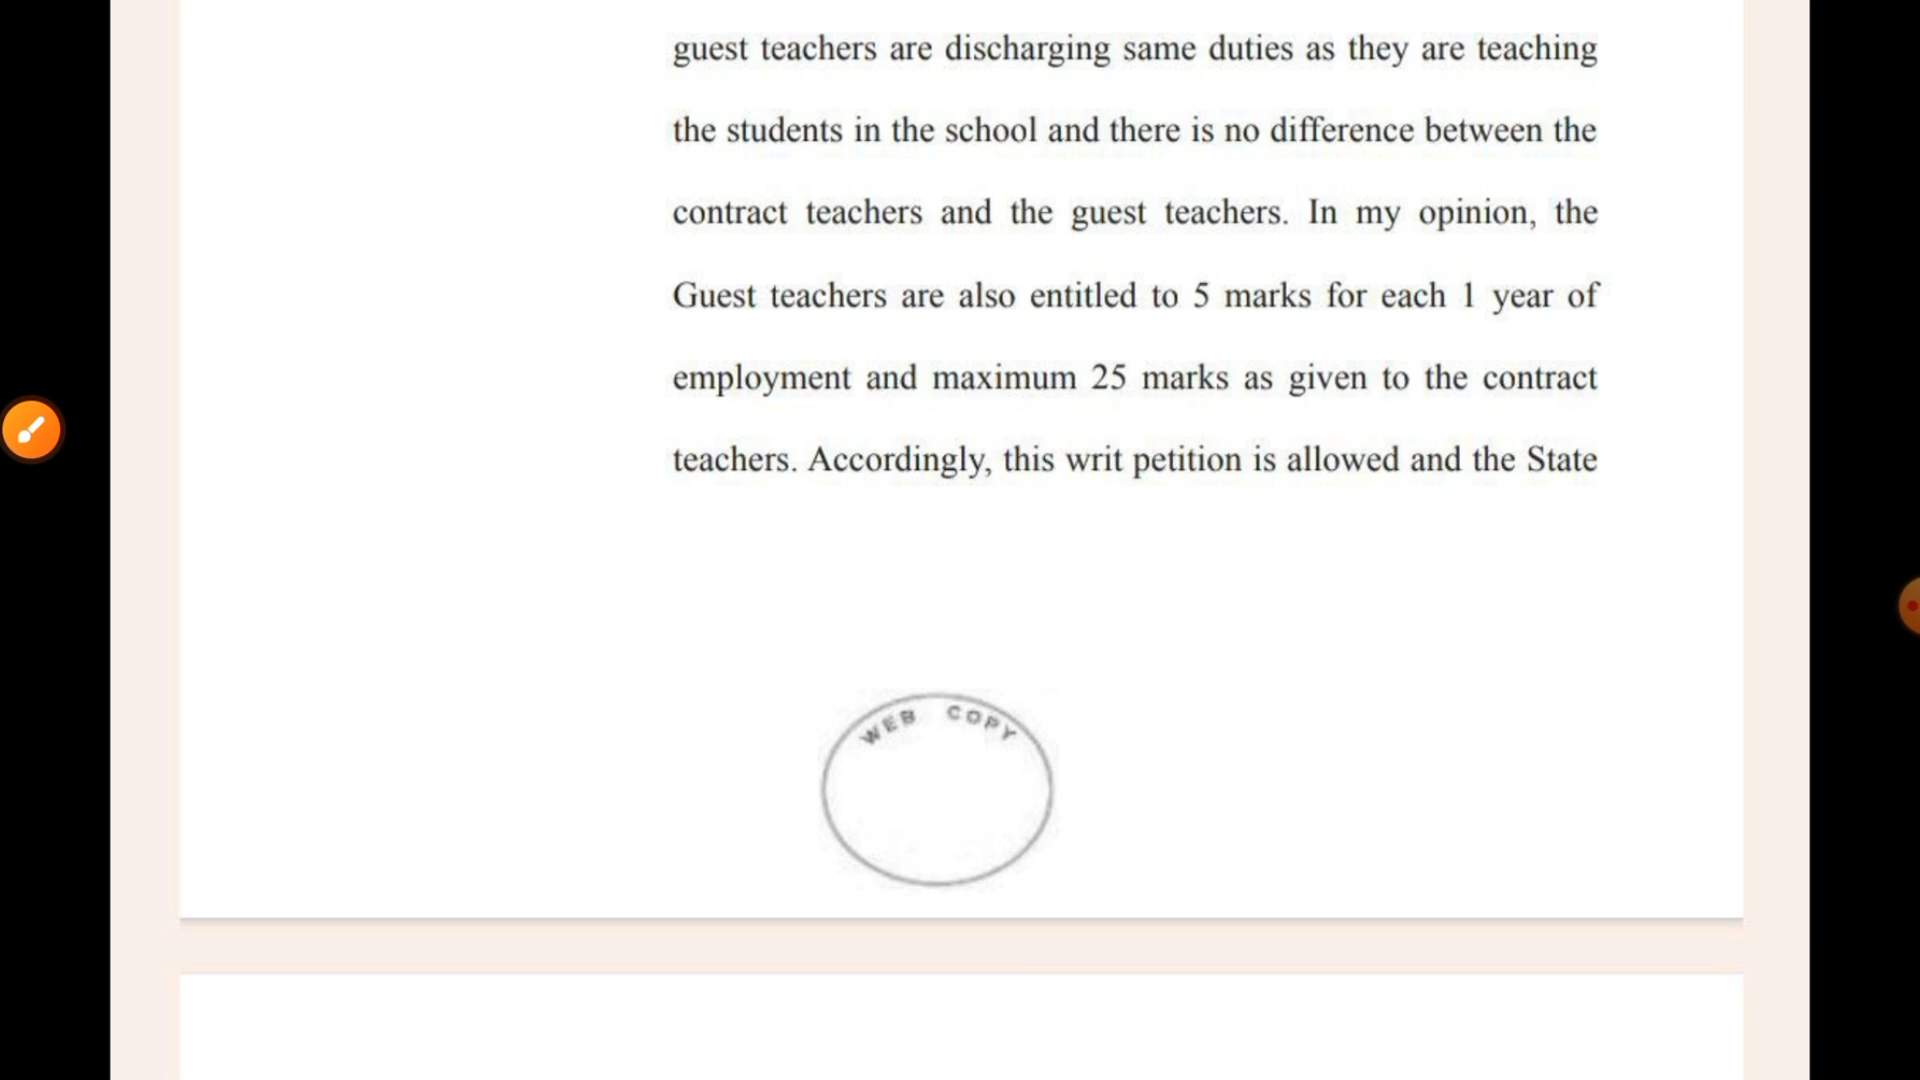 guest teachers are discharging same duties as they are teaching
the students in the school and there is no difference between the
contract teachers and the guest teachers. In my opinion, the
Guest teachers are also entitled to 5 marks for each 1 year of
employment and maximum 25 marks as given to the contract
teachers. Accordingly, this writ petition is allowed and the State
WEB COPY